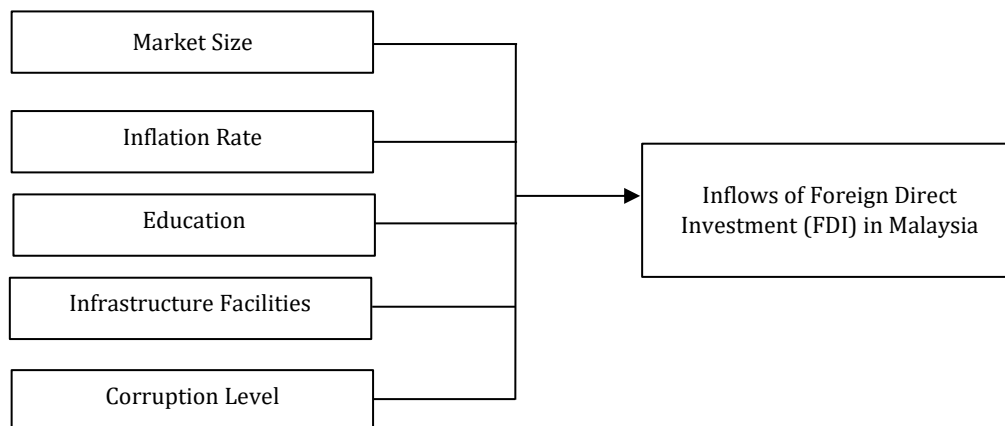 Market Size
Inflation Rate
Education
Infrastructure Facilities
Corruption Level
Inflows of Foreign Direct
Investment (FDI) in Malaysia